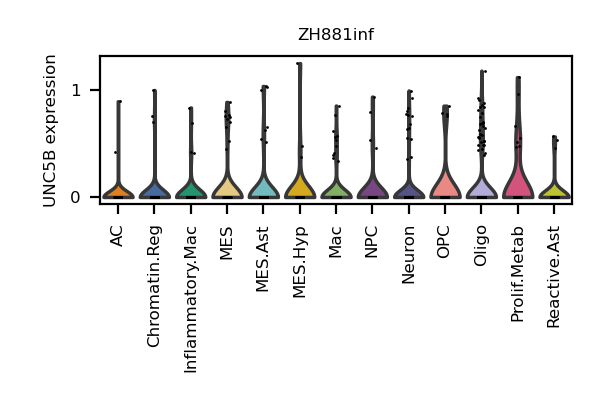 ZH881inf
UNC5B expression
1
0
AC
Chromatin.Reg
Inflammatory.Mac
MES
MES.Ast
MES.Hyp
Mac
NPC
Neuron
OPC
Oligo
Prolif.Metab
Reactive.Ast